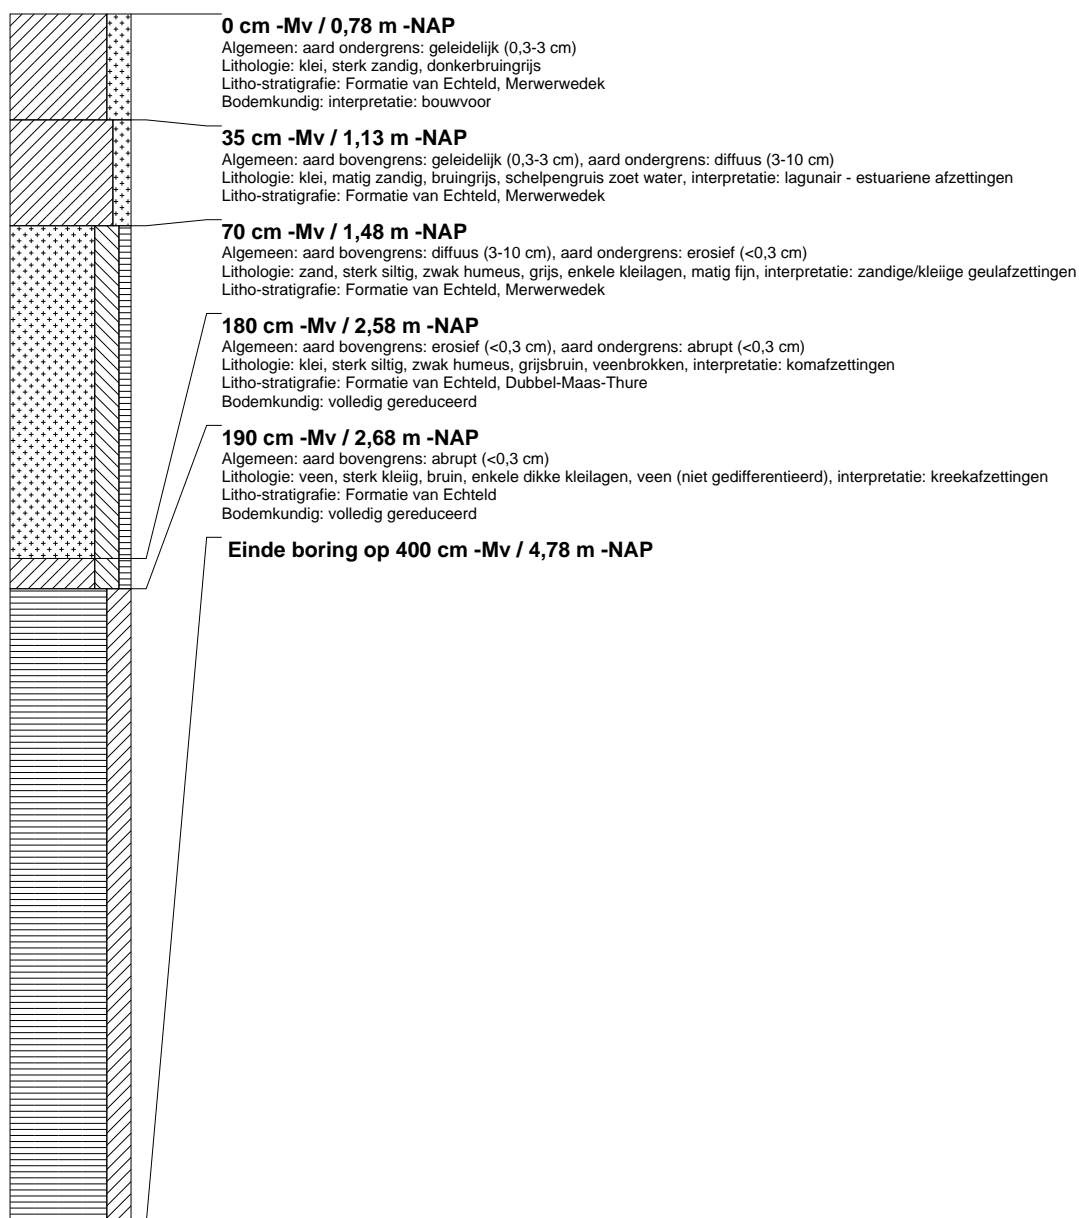 0 cm -Mv / 0,78 m -NAP
Algemeen: aard ondergrens: geleidelijk (0,3-3 cm)
Lithologie: klei, sterk zandig, donkerbruingrijs
Litho-stratigrafie: Formatie van Echteld, Merwerwedek
Bodemkundig: interpretatie: bouwvoor
35 cm -Mv / 1,13 m -NAP
Algemeen: aard bovengrens: geleidelijk (0,3-3 cm), aard ondergrens: diffuus (3-10 cm)
Lithologie: klei, matig zandig, bruingrijs, schelpengruis zoet water, interpretatie: lagunair - estuariene afzettingen
Litho-stratigrafie: Formatie van Echteld, Merwerwedek
70 cm -Mv / 1,48 m -NAP
Algemeen: aard bovengrens: diffuus (3-10 cm), aard ondergrens: erosief (<0,3 cm)
Lithologie: zand, sterk siltig, zwak humeus, grijs, enkele kleilagen, matig fijn, interpretatie: zandige/kleiige geulafzettingen
Litho-stratigrafie: Formatie van Echteld, Merwerwedek
180 cm -Mv / 2,58 m -NAP
Algemeen: aard bovengrens: erosief (<0,3 cm), aard ondergrens: abrupt (<0,3 cm)
Lithologie: klei, sterk siltig, zwak humeus, grijsbruin, veenbrokken, interpretatie: komafzettingen
Litho-stratigrafie: Formatie van Echteld, Dubbel-Maas-Thure
Bodemkundig: volledig gereduceerd
190 cm -Mv / 2,68 m -NAP
Algemeen: aard bovengrens: abrupt (<0,3 cm)
Lithologie: veen, sterk kleiig, bruin, enkele dikke kleilagen, veen (niet gedifferentieerd), interpretatie: kreekafzettingen
Litho-stratigrafie: Formatie van Echteld
Bodemkundig: volledig gereduceerd
Einde boring op 400 cm -Mv / 4,78 m -NAP